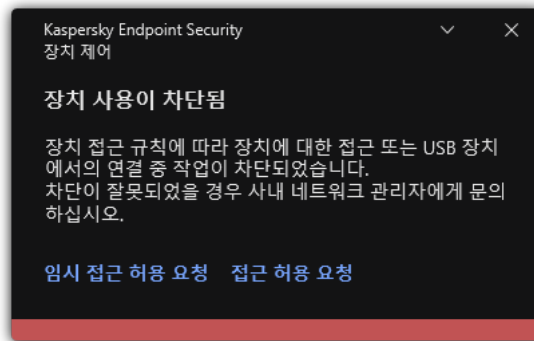 Kaspersky Endpoint Security
장치 제어
장치 사용이 차단됨
장치 접근 규칙에 따라 장치에 대한 접근 또는 USB 장치
에서의 연결 중 작업이 차단되었습니다.
차단이 잘못되었을 경우 사내 네트워크 관리자에게 문의
하십시오.
임시 접근 허용 요청 접근 허용 요청